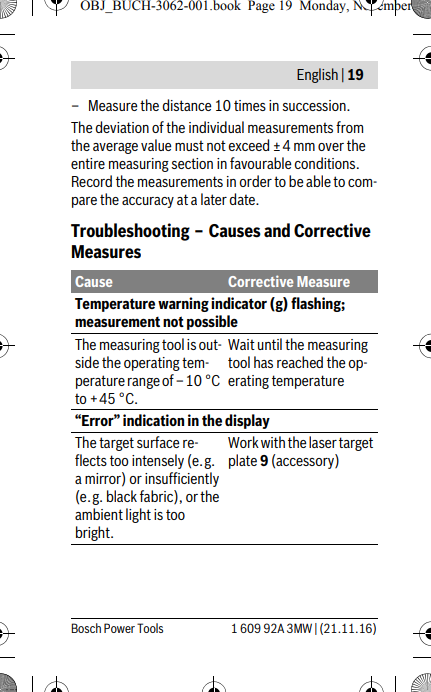 OBJ_BUCH-3062-001.book Page 19 Monday, N
English | 19
– Measure the distance 10 times in succession.
The deviation of the individual measurements from
the average value must not exceed ± 4 mm over the
entire measuring section in favourable conditions.
Record the measurements in order to be able to com-
pare the accuracy at a later date.
Troubleshooting – Causes and Corrective
Measures
Cause Corrective Measure
Temperature warning indicator (g) flashing;
measurement not possible
The measuring tool is out- Wait until the measuring
side the operating tem- tool has reached the op-
perature range of – 10 °C erating temperature
to + 45 °C.
“Error” indication in the display
The target surface re- Work with the laser target
flects too intensely (e.g. plate 9 (accessory)
a mirror) or insufficiently
(e.g. black fabric), or the
ambient light is too
bright.
Bosch Power Tools 1 609 92A 3MW | (21.11.16)